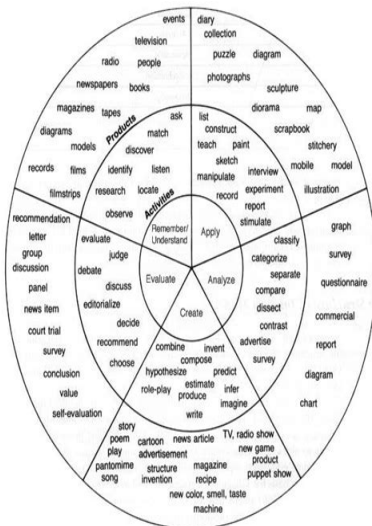 events
television
radio
people
newspapers
books
magazines
tapes
diagrams
models
records
films
filmstrips
Products
ask
match
discover
identify
listen
research
locate
observe
Activities
Remember/
Understand
diary
collection
puzzle
diagram
photographs
sculpture
diorama
map
scrapbook
stitchery
mobile
model
illustration
list
construct
teach
paint
sketch
manipulate
interview
experiment
record
report
stimulate
Apply
classify
categorize
separate
compare
dissect
contrast
advertise
survey
Analyze
graph
survey
questionnaire
commercial
report
diagram
chart
Create
combine
invent
compose
hypothesize
predict
estimate
role-play
produce
infer
imagine
write
story
poem
cartoon
news article
TV, radio show
play
advertisement
new game
pantomime
structure
magazine
product
song
invention
recipe
puppet show
new color, smell, taste
machine
Evaluate
evaluate
judge
debate
discuss
editorialize
decide
recommend
choose
recommendation
letter
group
discussion
panel
news item
court trial
survey
conclusion
value
self-evaluation